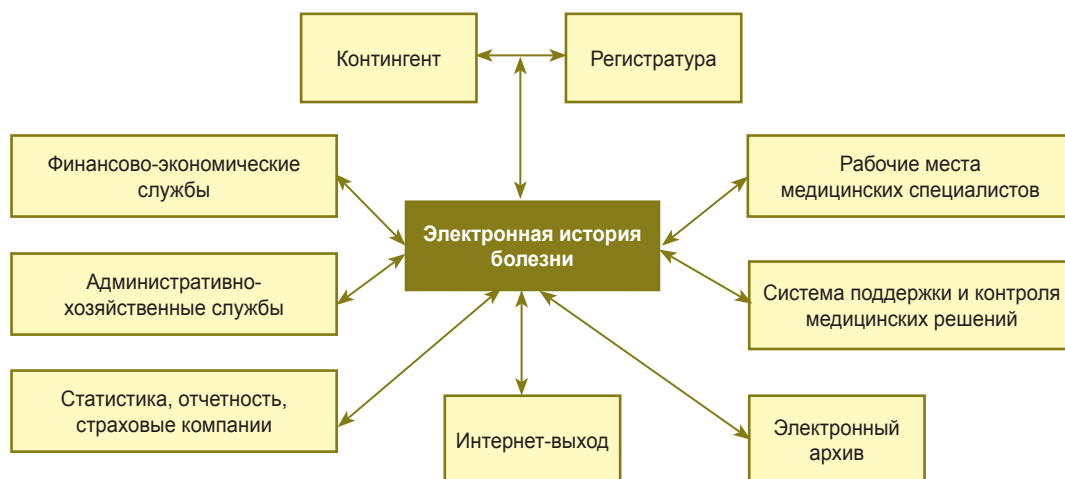 Контингент
Регистратура
Финансово-экономические
службы
Рабочие места
медицинских специалистов
Электронная история
болезни
Административно-
хозяйственные службы
Система поддержки и контроля
медицинских решений
Статистика, отчетность,
страховые компании
Интернет-выход
Электронный
архив